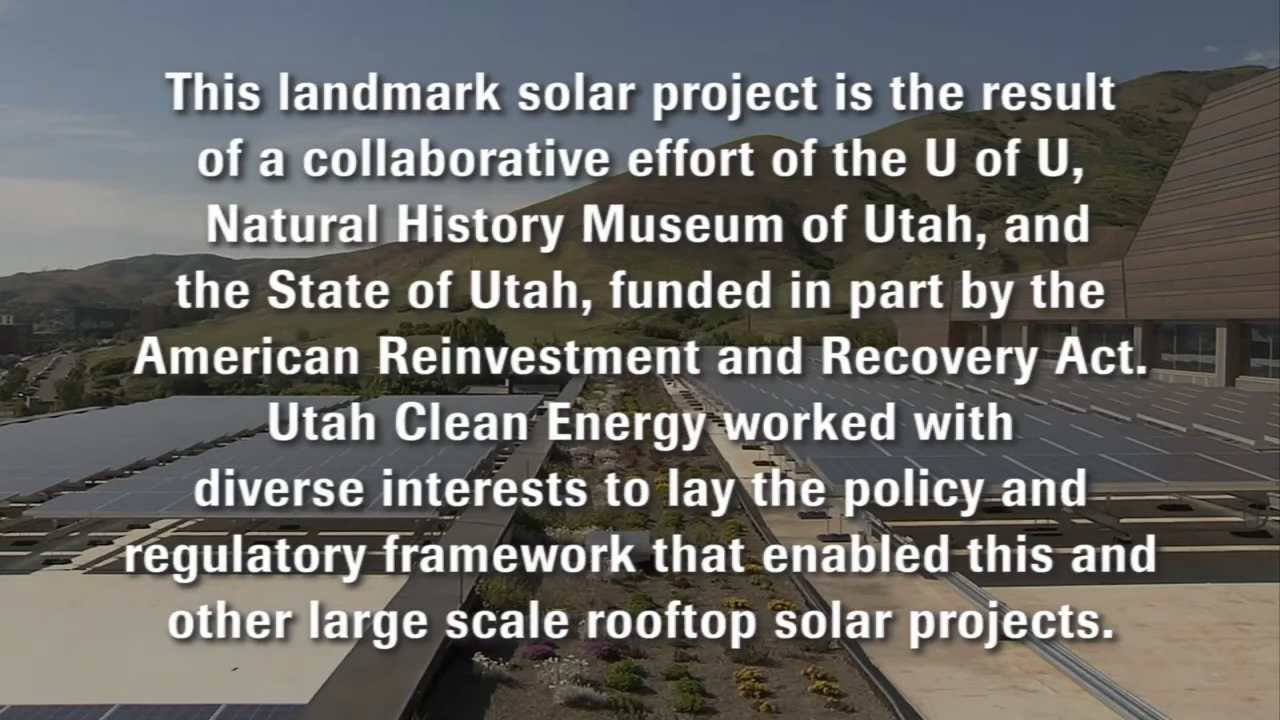 This landmark solar project is the result
of a collaborative effort of the U of U,
Natural History Museum of Utah, and
the State of Utah, funded in part by the
American Reinvestment and Recovery Act.
Utah Clean Energy worked with
diverse interests to lay the policy and
regulatory framework that enabled this and
other large scale rooftop solar projects.